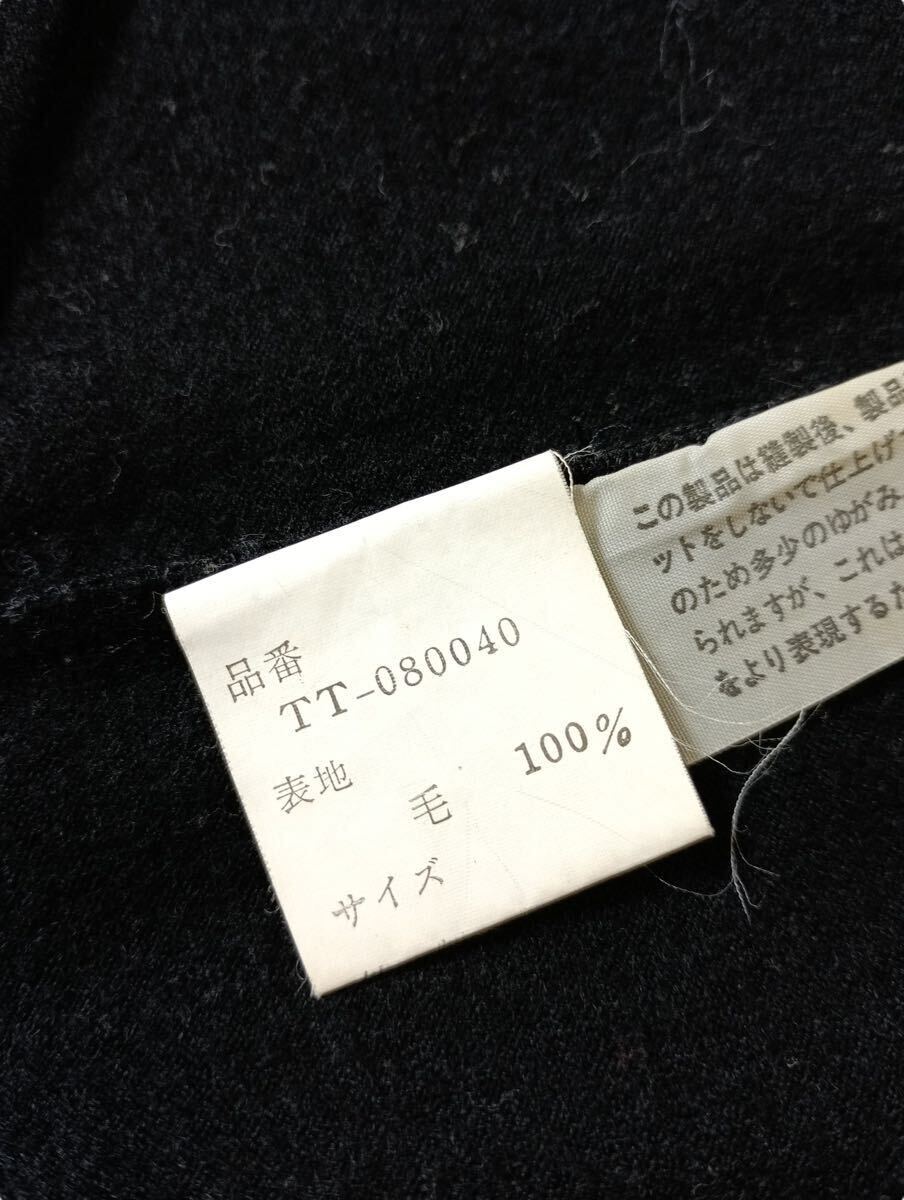 品番
TT-080040
表地
毛 100%
サイズ
この製品は縫製後、製品
ットをしないで仕上げ
のため多少のゆがみ、
られますが、これは
をより表現するた